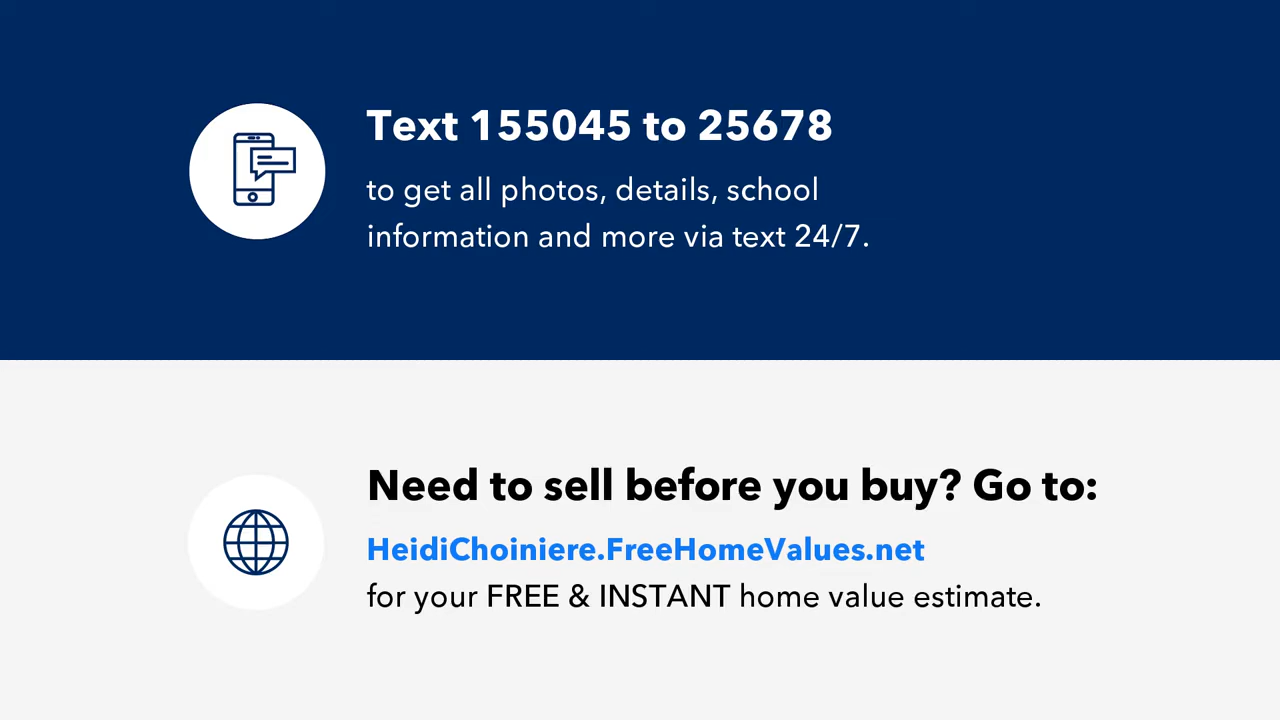 Text 155045 to 25678
to get all photos, details, school
information and more via text 24/7.
Need to sell before you buy? Go to:
HeidiChoiniere.FreeHomeValues.net
for your FREE & INSTANT home value estimate.